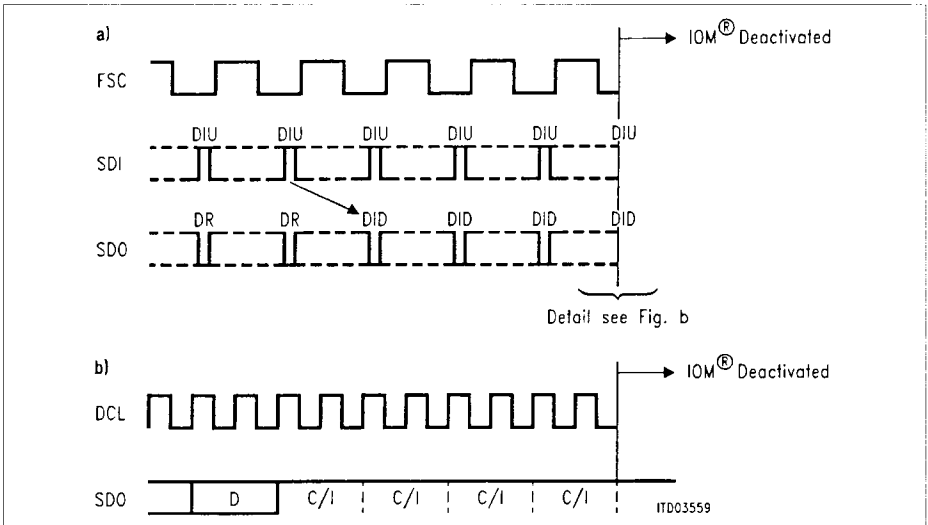 a)
IOM® Deactivated
FSC
DIU DIU DIU DIU DIU DIU
SDI
DR DR DID DID DID DID
SDO
Detail see Fig. b
b)
IOM® Deactivated
DCL
SDO D C/I C/I C/I C/I
ITD03559